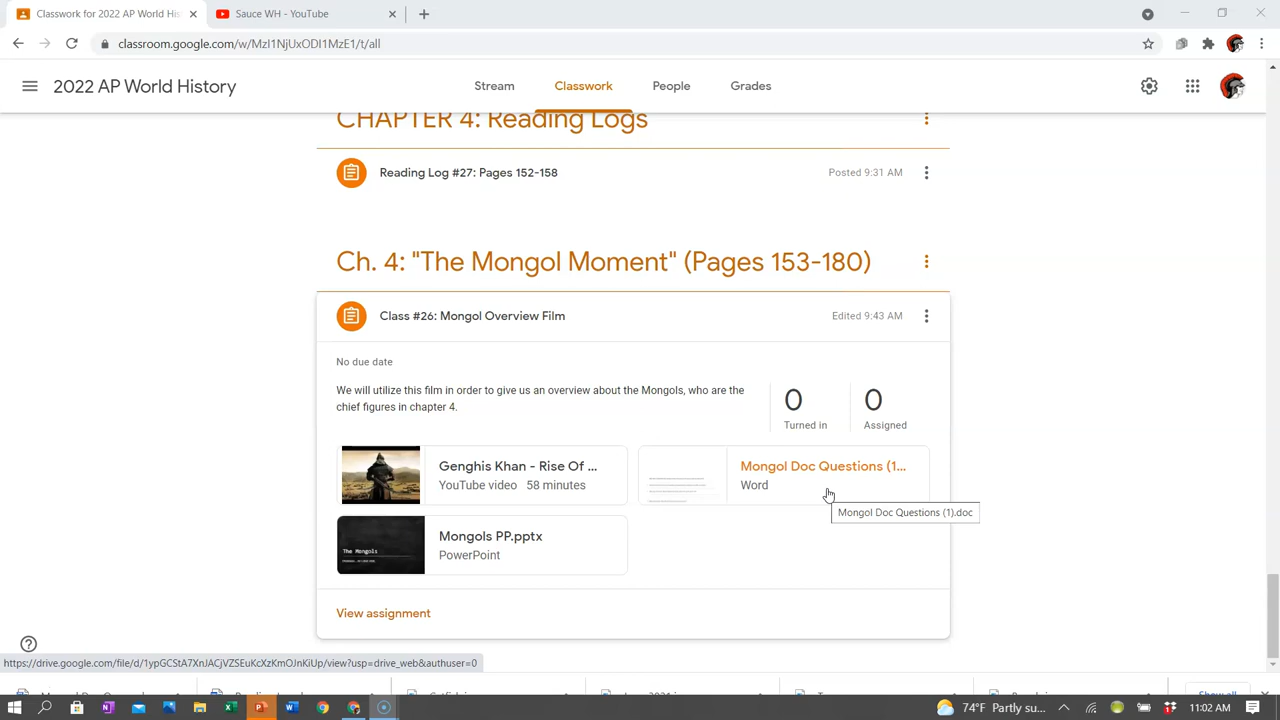 Classwork for 2022 AP World His
Sauce WH - YouTube
classroom.google.com/w/MzI1NjUxODI1MzE1/t/all
2022 AP World History
Stream
Classwork
People
Grades
CHAPTER 4: Reading Logs
Reading Log #27: Pages 152-158
Posted 9:31 AM
Ch. 4: "The Mongol Moment" (Pages 153-180)
Class #26: Mongol Overview Film
Edited 9:43 AM
No due date
We will utilize this film in order to give us an overview about the Mongols, who are the
chief figures in chapter 4.
0
Turned in
0
Assigned
Genghis Khan - Rise Of ...
YouTube video 58 minutes
Mongol Doc Questions (1...
Word
Mongol Doc Questions (1).doc
The Mongols
Mongols PP.pptx
PowerPoint
View assignment
https://drive.google.com/file/d/1ypGCStA7XnJACjVZSEuKcXzKmOJnKiUp/view?usp=drive_web&authuser=0
Show all
74°F Partly su...
11:02 AM